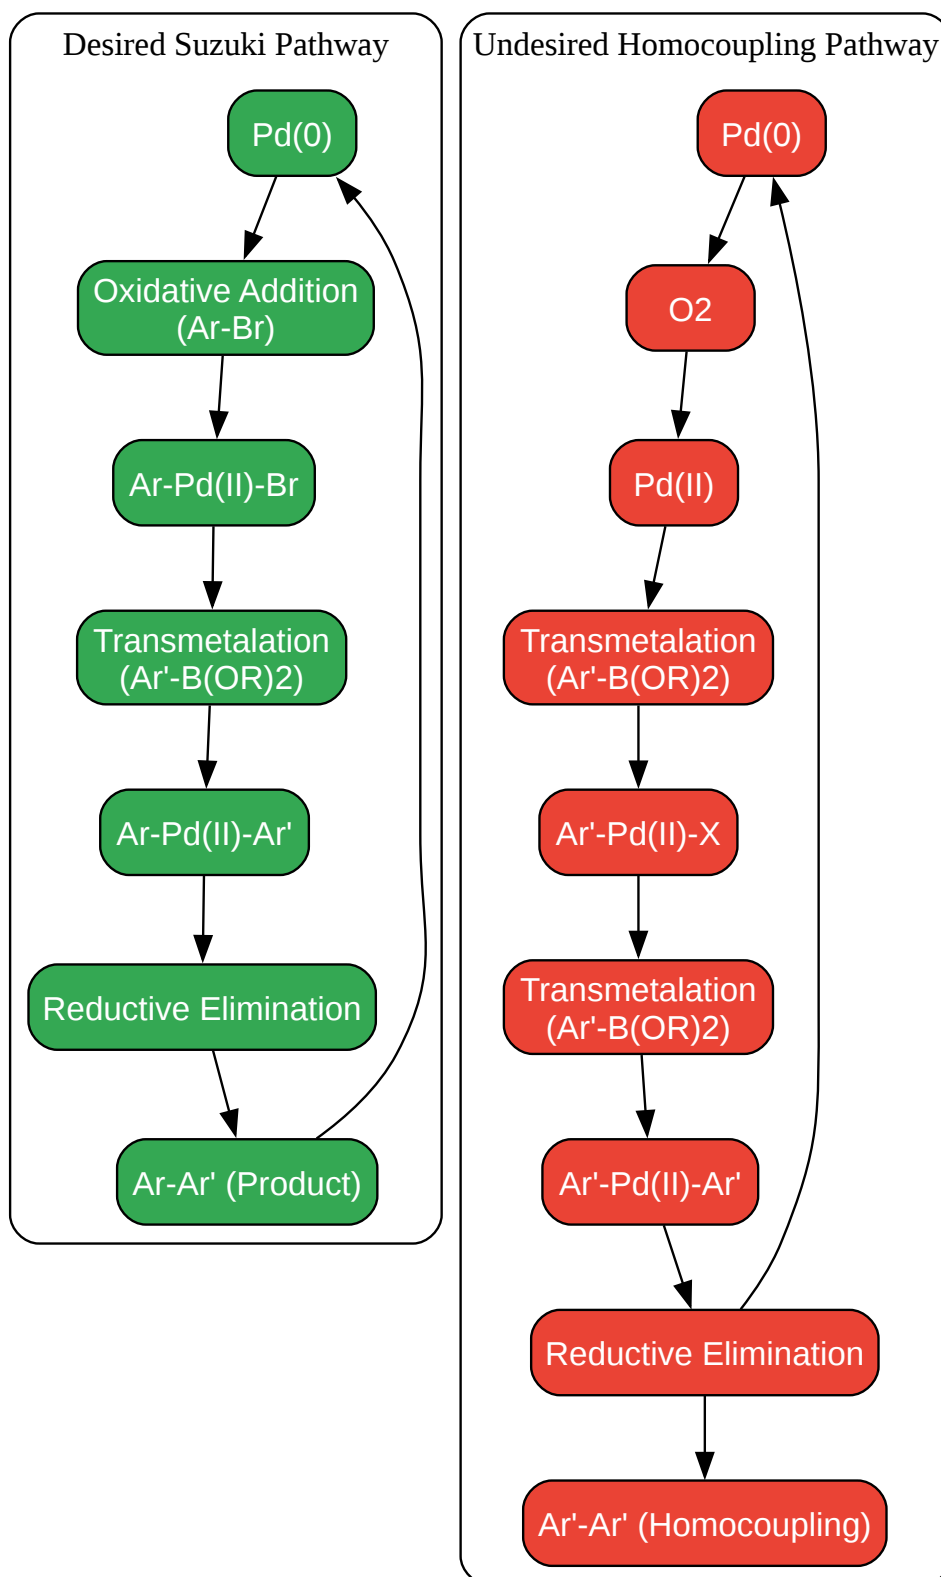 Desired Suzuki Pathway
Pd(0)
Oxidative Addition
(Ar-Br)
Ar-Pd(II)-Br
Transmetalation
(Ar'-B(OR)2)
Ar-Pd(II)-Ar'
Reductive Elimination
Ar-Ar' (Product)
Undesired Homocoupling Pathway
Pd(0)
O2
Pd(II)
Transmetalation
(Ar'-B(OR)2)
Ar'-Pd(II)-X
Transmetalation
(Ar'-B(OR)2)
Ar'-Pd(II)-Ar'
Reductive Elimination
Ar'-Ar' (Homocoupling)